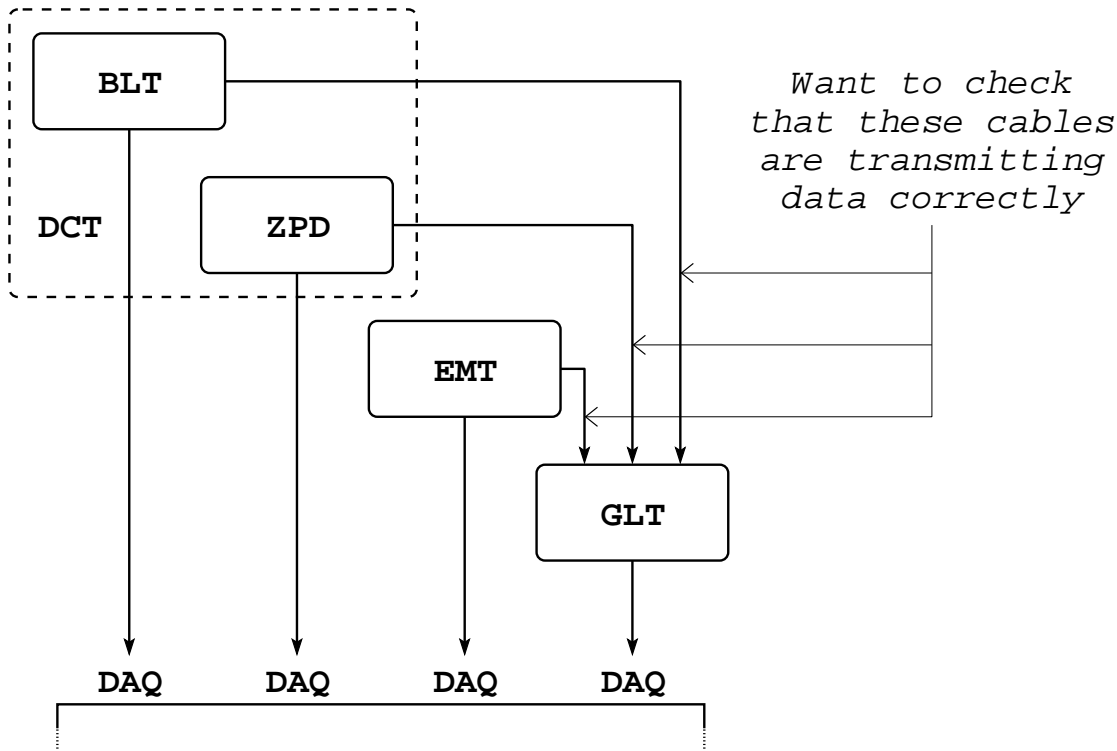 BLT
Want to check
that these cables
are transmitting
data correctly
DCT
ZPD
EMT
GLT
DAQ DAQ DAQ DAQ